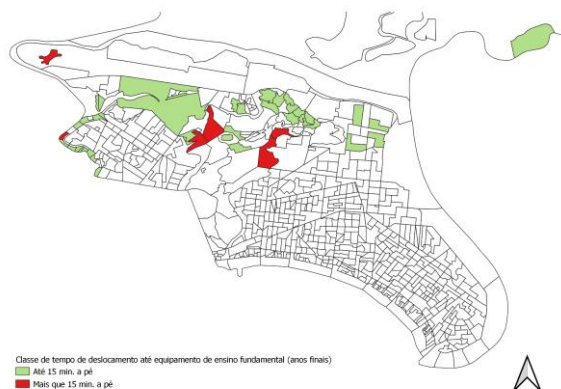 Classe de tempo de deslocamento até equipamento de ensino fundamental (anos finais)
Até 15 min. a pé
Mais que 15 min. a pé